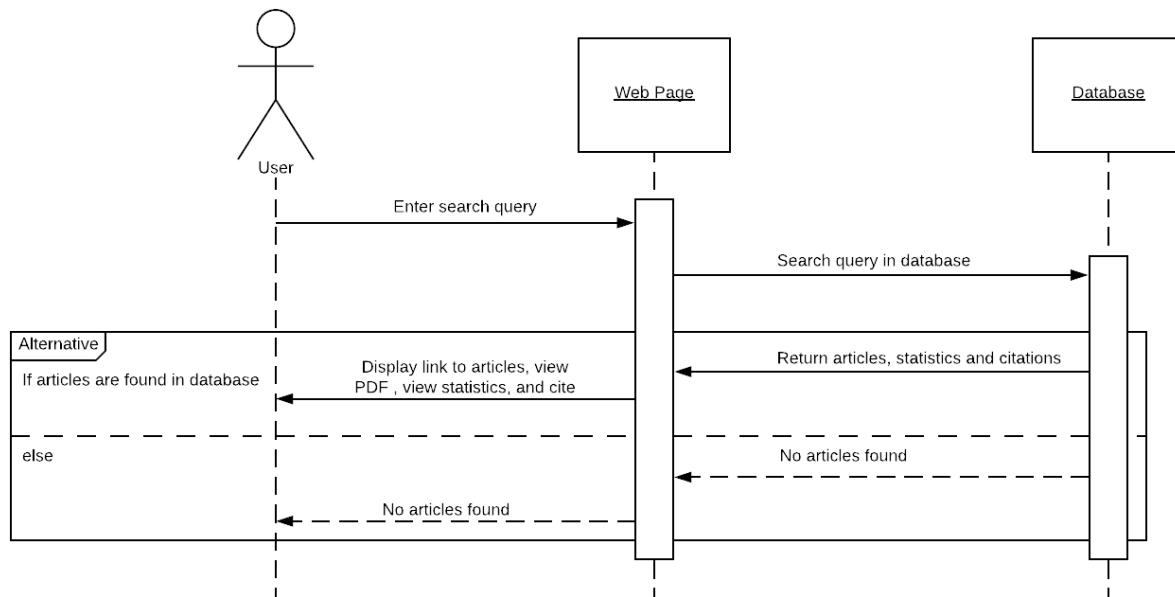 User
Web Page
Database
Enter search query
Search query in database
Alternative
If articles are found in database
Return articles, statistics and citations
Display link to articles, view
PDF , view statistics, and cite
else
No articles found
No articles found